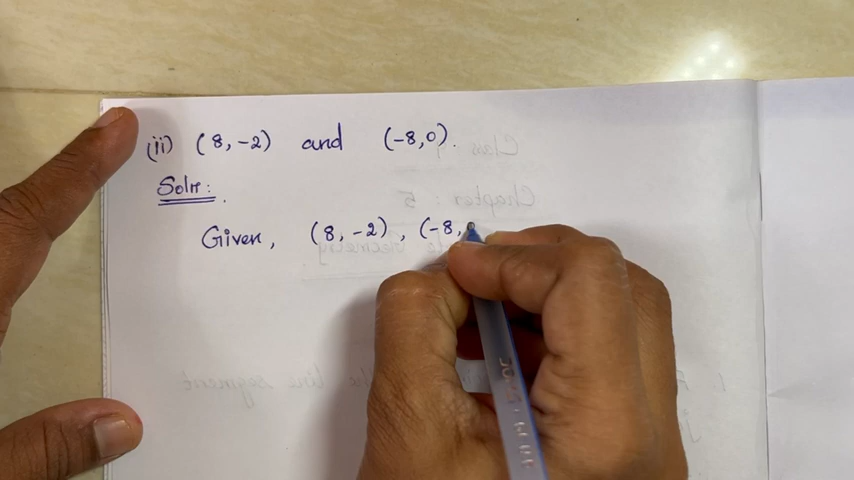 (ii) (8, -2) and (-8, 0).
Soln:
Given, (8, -2), (-8,